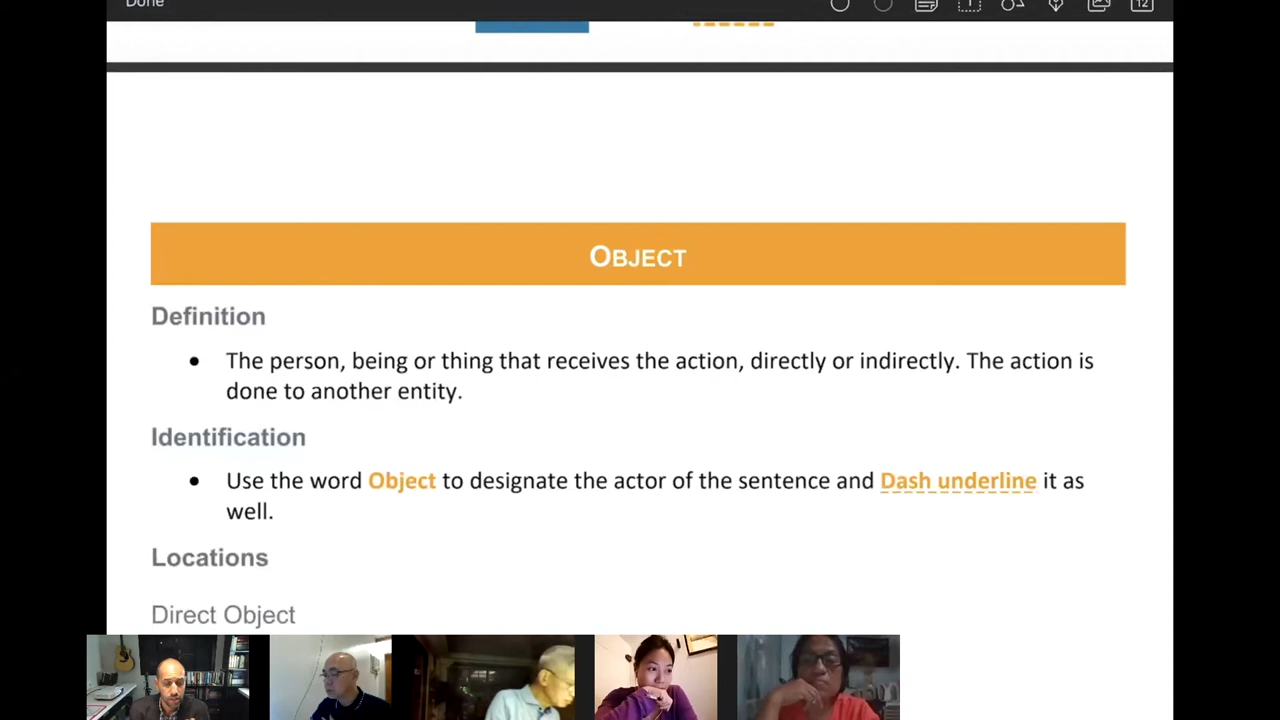 Done
12
OBJECT
Definition
• The person, being or thing that receives the action, directly or indirectly. The action is
done to another entity.
Identification
• Use the word Object to designate the actor of the sentence and Dash underline it as
well.
Locations
Direct Object